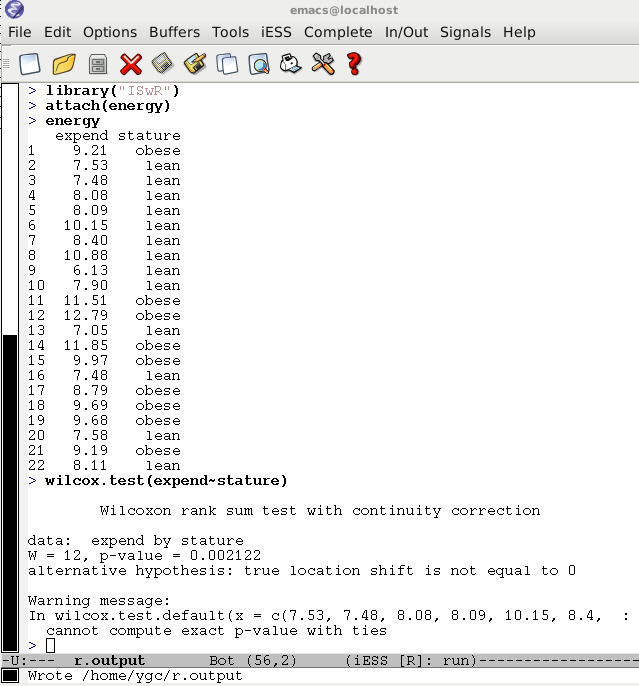 emacs@localhost
File Edit Options Buffers Tools iESS Complete In/Out Signals Help
> library("ISwR")
> attach(energy)
> energy
   expend stature
1    9.21   obese
2    7.53    lean
3    7.48    lean
4    8.08    lean
5    8.09    lean
6   10.15    lean
7    8.40    lean
8   10.88    lean
9    6.13    lean
10   7.90    lean
11  11.51   obese
12  12.79   obese
13   7.05    lean
14  11.85   obese
15   9.97   obese
16   7.48    lean
17   8.79   obese
18   9.69   obese
19   9.68   obese
20   7.58    lean
21   9.19   obese
22   8.11    lean
> wilcox.test(expend~stature)
        Wilcoxon rank sum test with continuity correction
data:  expend by stature
W = 12, p-value = 0.002122
alternative hypothesis: true location shift is not equal to 0
Warning message:
In wilcox.test.default(x = c(7.53, 7.48, 8.08, 8.09, 10.15, 8.4,  :
  cannot compute exact p-value with ties
>
-U:---  r.output       Bot (56,2)     (iESS [R]: run)------------------
Wrote /home/ygc/r.output